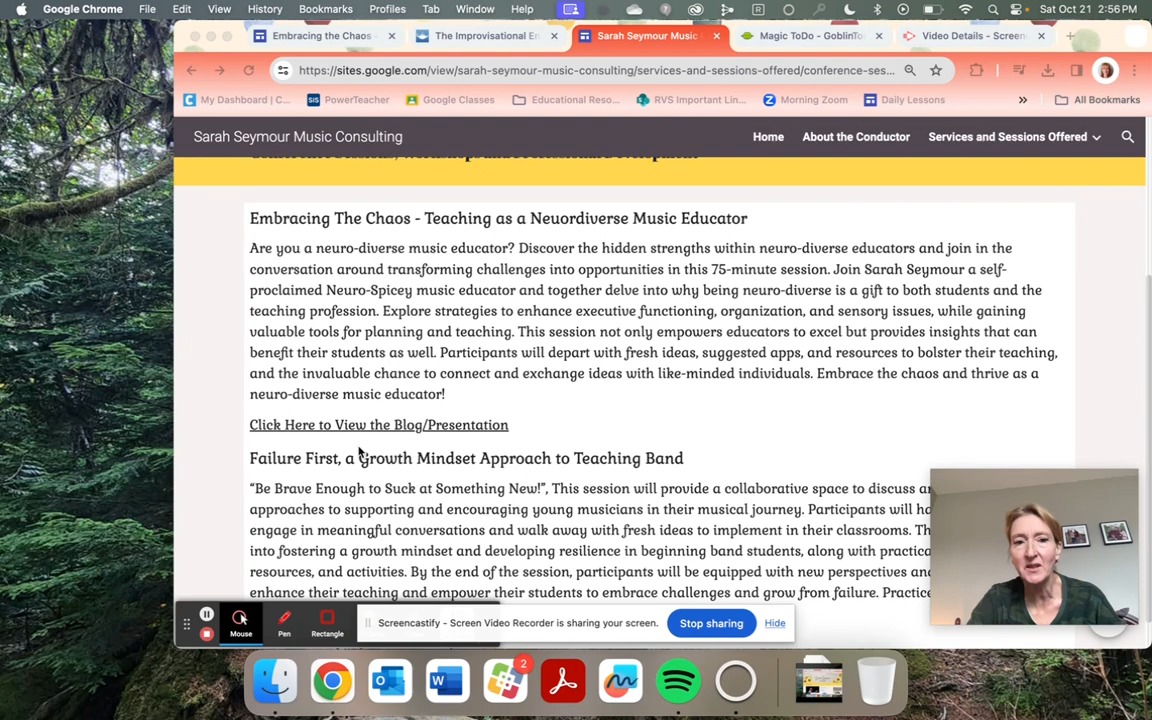 Google Chrome File Edit View History Bookmarks Profiles Tab Window Help Sat Oct 21 2:56 PM
Embracing the Chaos The Improvisational En Sarah Seymour Music Magic ToDo - GoblinTo Video Details - Screen
https://sites.google.com/view/sarah-seymour-music-consulting/services-and-sessions-offered/conference-ses...
My Dashboard | C... PowerTeacher Google Classes Educational Reso... RVS Important Lin... Morning Zoom Daily Lessons » All Bookmarks
Sarah Seymour Music Consulting Home About the Conductor Services and Sessions Offered
Embracing The Chaos - Teaching as a Neuordiverse Music Educator
Are you a neuro-diverse music educator? Discover the hidden strengths within neuro-diverse educators and join in the
conversation around transforming challenges into opportunities in this 75-minute session. Join Sarah Seymour a self-
proclaimed Neuro-Spicey music educator and together delve into why being neuro-diverse is a gift to both students and the
teaching profession. Explore strategies to enhance executive functioning, organization, and sensory issues, while gaining
valuable tools for planning and teaching. This session not only empowers educators to excel but provides insights that can
benefit their students as well. Participants will depart with fresh ideas, suggested apps, and resources to bolster their teaching,
and the invaluable chance to connect and exchange ideas with like-minded individuals. Embrace the chaos and thrive as a
neuro-diverse music educator!
Click Here to View the Blog/Presentation
Failure First, a Growth Mindset Approach to Teaching Band
“Be Brave Enough to Suck at Something New!”, This session will provide a collaborative space to discuss
approaches to supporting and encouraging young musicians in their musical journey. Participants will
engage in meaningful conversations and walk away with fresh ideas to implement in their classrooms.
into fostering a growth mindset and developing resilience in beginning band students, along with
resources, and activities. By the end of the session, participants will be equipped with new perspectives
enhance their teaching and empower their students to embrace challenges and grow from failure.
Mouse Pen Rectangle Screencastify - Screen Video Recorder is sharing your screen. Stop sharing Hide
2